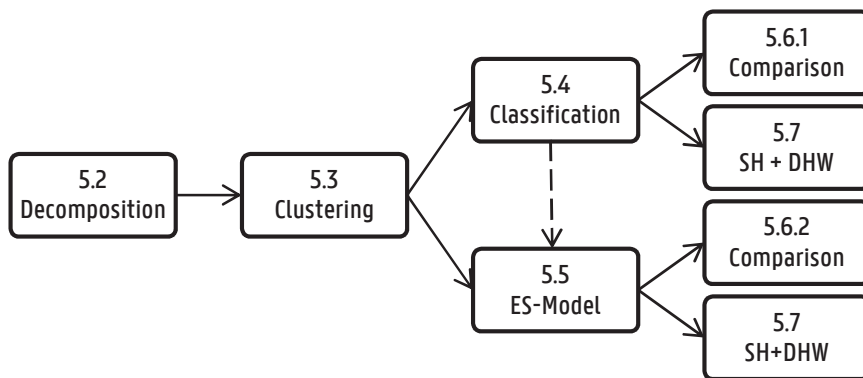 5.2
Decomposition
5.3
Clustering
5.4
Classification
5.5
ES-Model
5.6.1
Comparison
5.7
SH + DHW
5.6.2
Comparison
5.7
SH+DHW